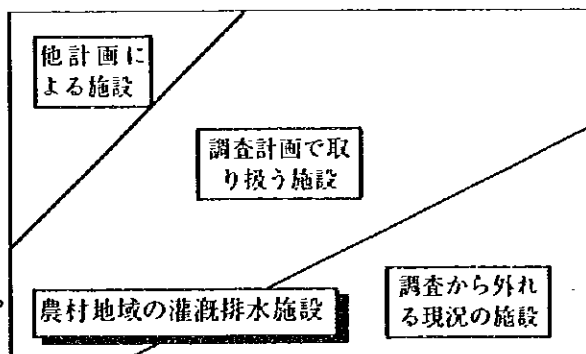 他計画に
よる施設
調査計画で取
り扱う施設
農村地域の灌漑排水施設
調査から外れ
る現況の施設